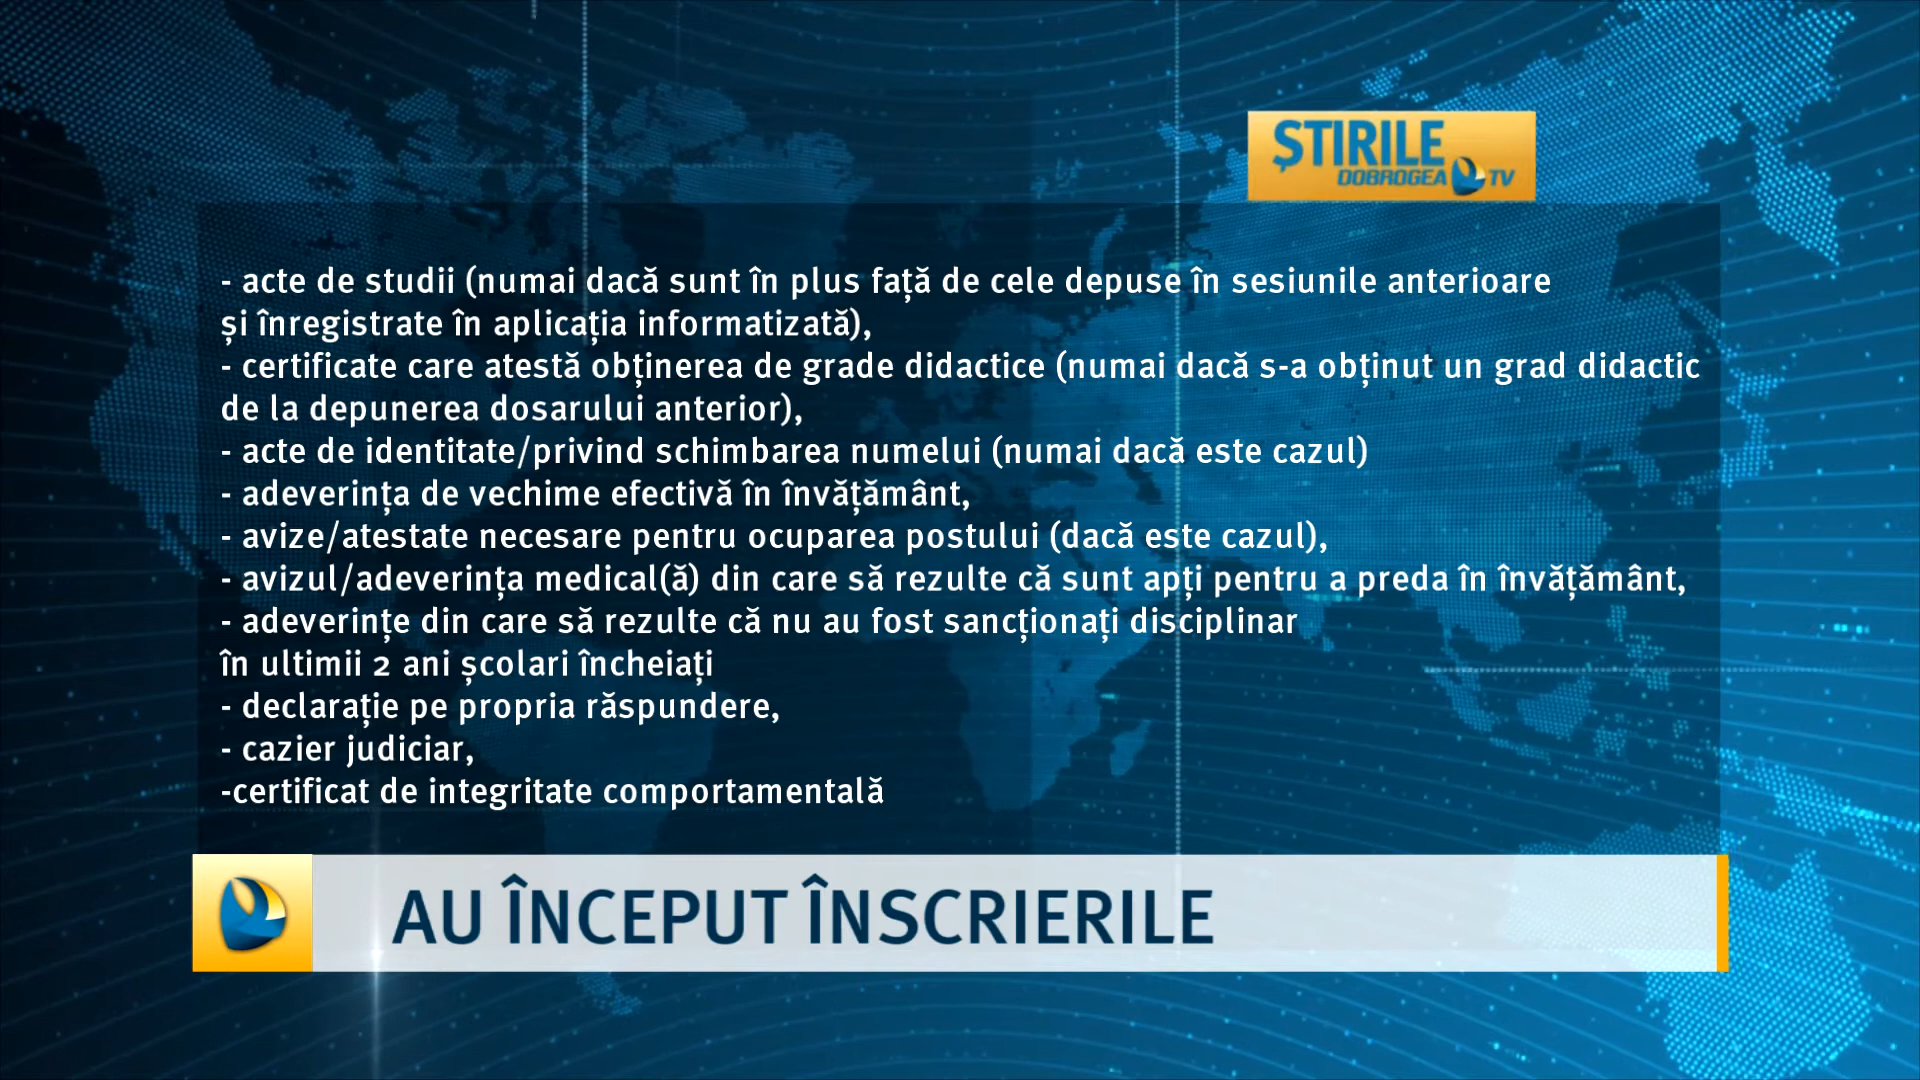 ȘTIRILE
DOBROGEA TV
- acte de studii (numai dacă sunt în plus față de cele depuse în sesiunile anterioare
și înregistrate în aplicația informatizată),
- certificate care atestă obținerea de grade didactice (numai dacă s-a obținut un grad didactic
de la depunerea dosarului anterior),
- acte de identitate/privind schimbarea numelui (numai dacă este cazul)
- adeverința de vechime efectivă în învățământ,
- avize/atestate necesare pentru ocuparea postului (dacă este cazul),
- avizul/adeverința medical(ă) din care să rezulte că sunt apți pentru a preda în învățământ,
- adeverințe din care să rezulte că nu au fost sancționați disciplinar
în ultimii 2 ani școlari încheiați
- declarație pe propria răspundere,
- cazier judiciar,
-certificat de integritate comportamentală
AU ÎNCEPUT ÎNSCRIERILE